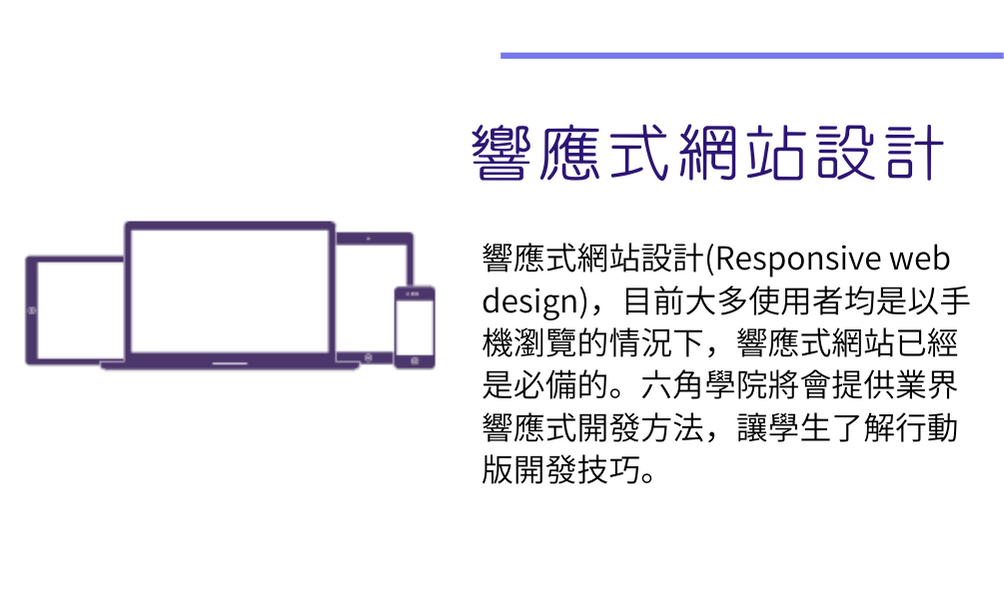 響應式網站設計
響應式網站設計(Responsive web
design)，目前大多使用者均是以手
機瀏覽的情況下，響應式網站已經
是必備的。六角學院將會提供業界
響應式開發方法，讓學生了解行動
版開發技巧。